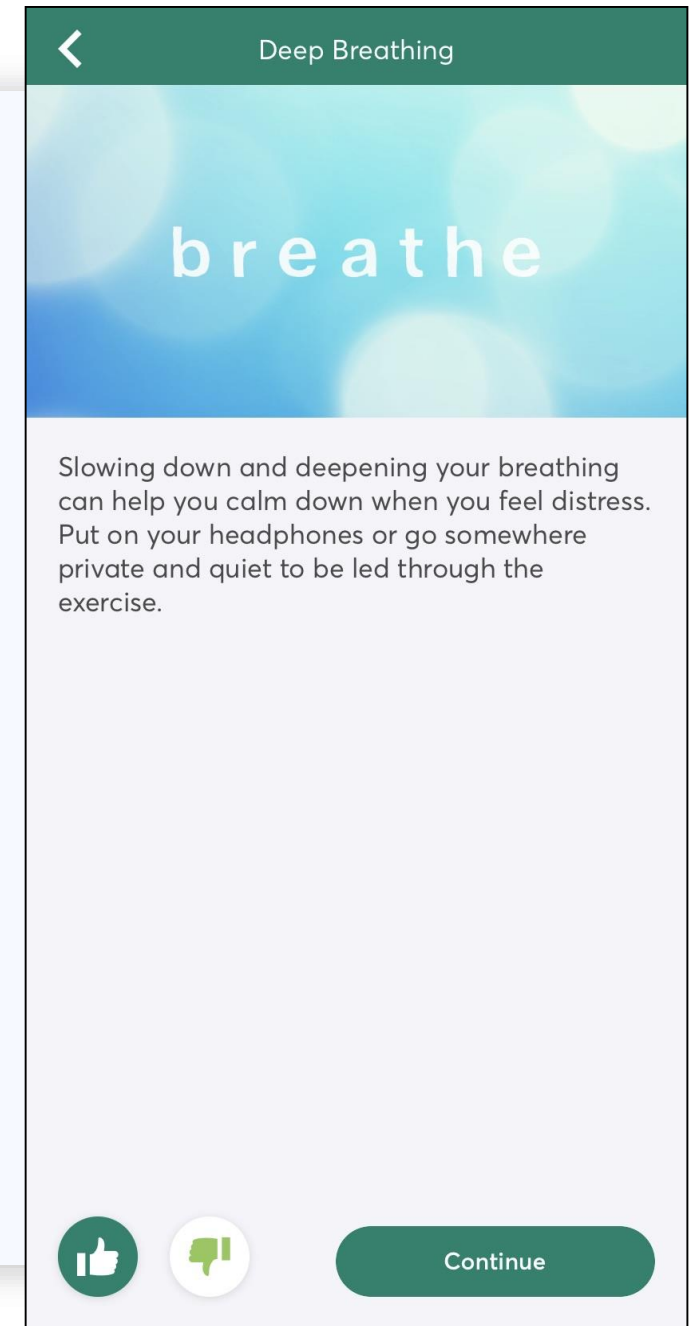 Deep Breathing
breathe
Slowing down and deepening your breathing
can help you calm down when you feel distress.
Put on your headphones or go somewhere
private and quiet to be led through the
exercise.
Continue